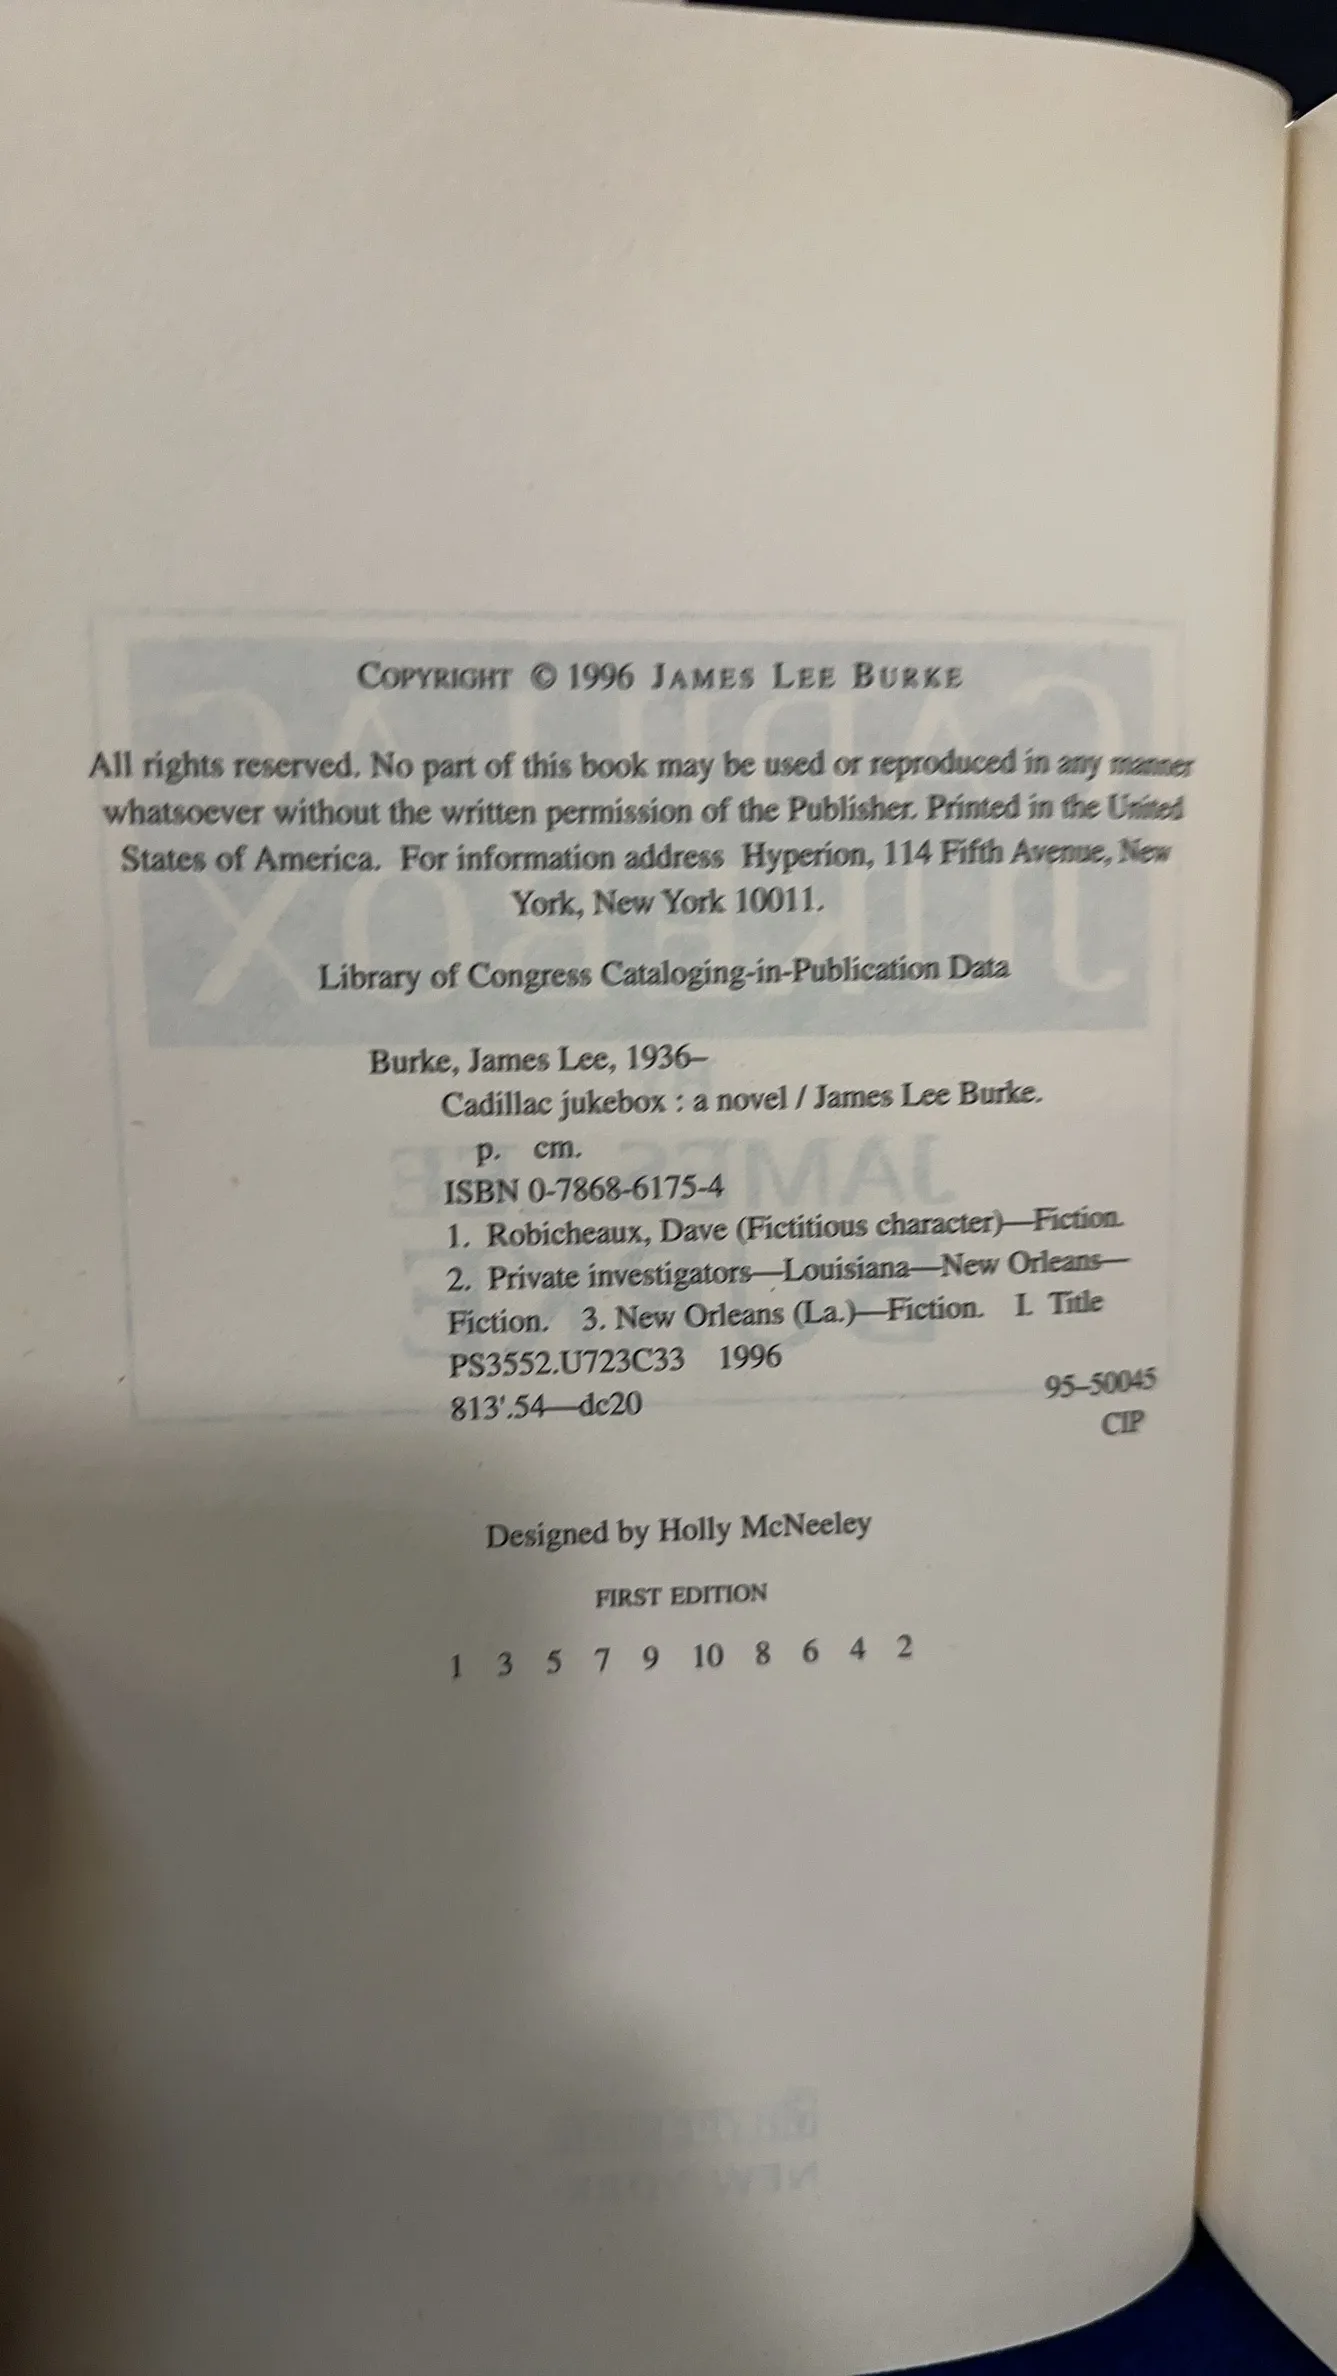 COPYRIGHT © 1996 JAMES LEE BURKE
All rights reserved. No part of this book may be used or reproduced in any manner
whatsoever without the written permission of the Publisher. Printed in the United
States of America. For information address Hyperion, 114 Fifth Avenue, New
York, New York 10011.
Library of Congress Cataloging-in-Publication Data
Burke, James Lee, 1936–
Cadillac jukebox : a novel / James Lee Burke.
p. cm.
ISBN 0-7868-6175-4
1. Robicheaux, Dave (Fictitious character)—Fiction.
2. Private investigators—Louisiana—New Orleans—
Fiction. 3. New Orleans (La.)—Fiction. I. Title
PS3552.U723C33 1996
813'.54—dc20
95–50045
CIP
Designed by Holly McNeeley
FIRST EDITION
1 3 5 7 9 10 8 6 4 2